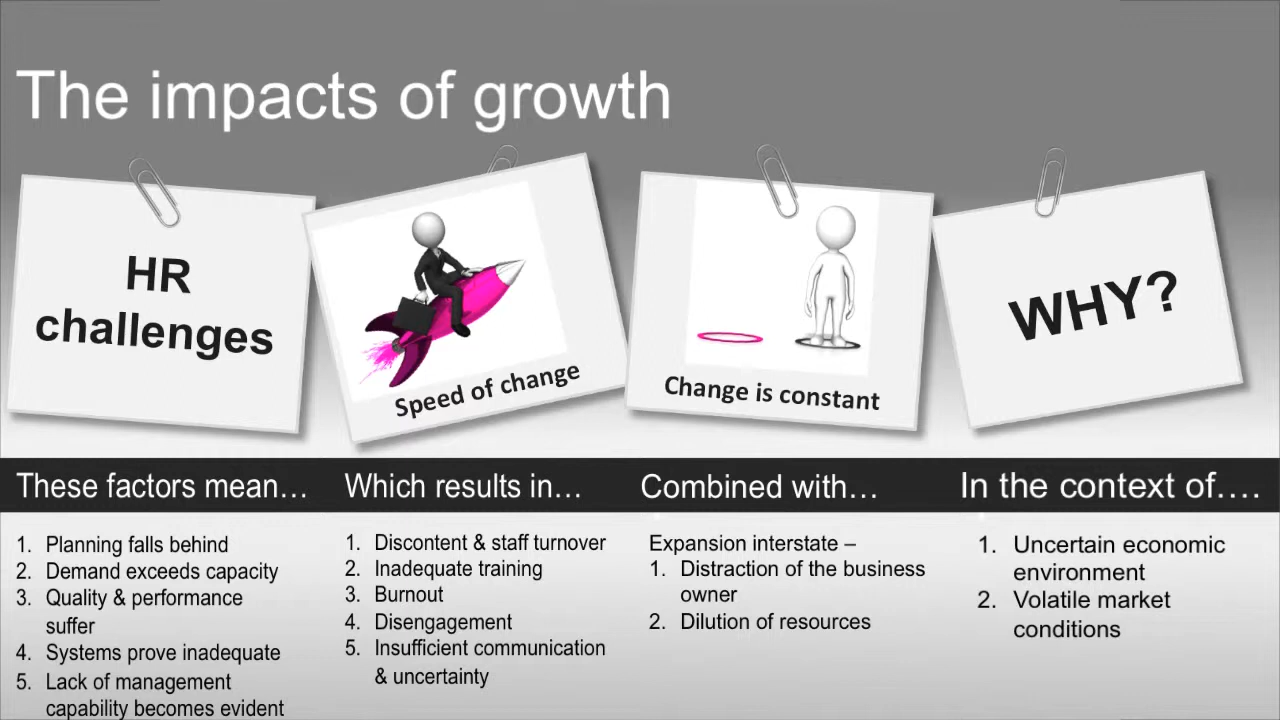 The impacts of growth
HR
challenges
Speed of change
Change is constant
WHY?
These factors mean…
1. Planning falls behind
2. Demand exceeds capacity
3. Quality & performance
suffer
4. Systems prove inadequate
5. Lack of management
capability becomes evident
Which results in…
1. Discontent & staff turnover
2. Inadequate training
3. Burnout
4. Disengagement
5. Insufficient communication
& uncertainty
Combined with…
Expansion interstate –
1. Distraction of the business
owner
2. Dilution of resources
In the context of….
1. Uncertain economic
environment
2. Volatile market
conditions